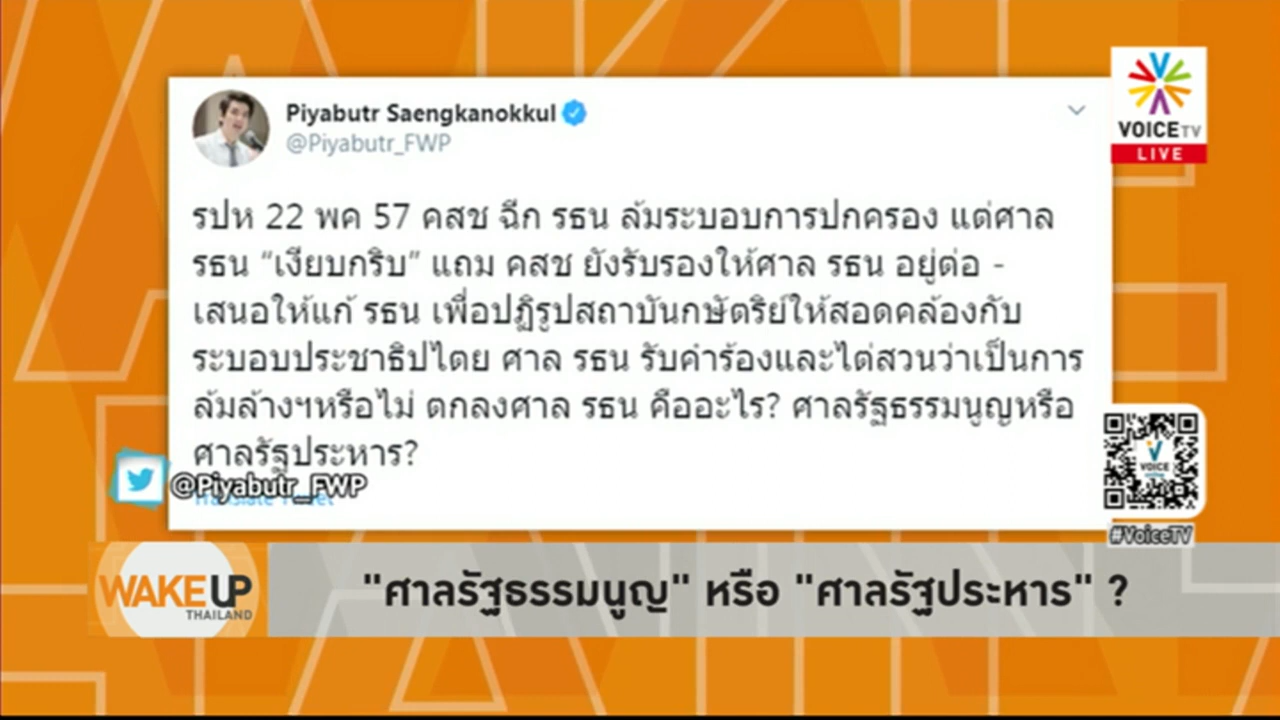 Piyabutr Saengkanokkul
@Piyabutr_FWP
VOICE TV
LIVE
รปห 22 พค 57 คสช ฉีก รธน ล้มระบอบการปกครอง แต่ศาล
รธน “เงียบกริบ” แถม คสช ยังรับรองให้ศาล รธน อยู่ต่อ -
เสนอให้แก้ รธน เพื่อปฏิรูปสถาบันกษัตริย์ให้สอดคล้องกับ
ระบอบประชาธิปไตย ศาล รธน รับคำร้องและไต่สวนว่าเป็นการ
ล้มล้างฯหรือไม่ ตกลงศาล รธน คืออะไร? ศาลรัฐธรรมนูญหรือ
ศาลรัฐประหาร?
Translate Tweet
@Piyabutr_FWP
VOICE
#VoiceTV
WAKE UP
THAILAND
"ศาลรัฐธรรมนูญ" หรือ "ศาลรัฐประหาร" ?